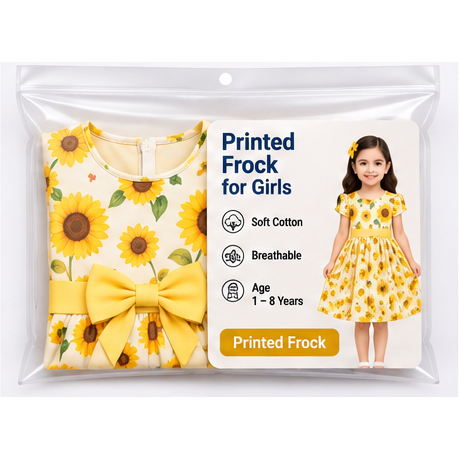 Printed
Frock
for Girls
Soft Cotton
Breathable
Age
1 – 8 Years
Printed Frock